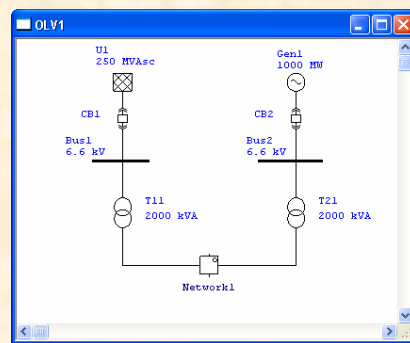 OLV1
U1
250 MVAsc
Gen1
1000 MW
CB1
CB2
Bus1
6.6 kV
Bus2
6.6 kV
T11
2000 kVA
T21
2000 kVA
Network1